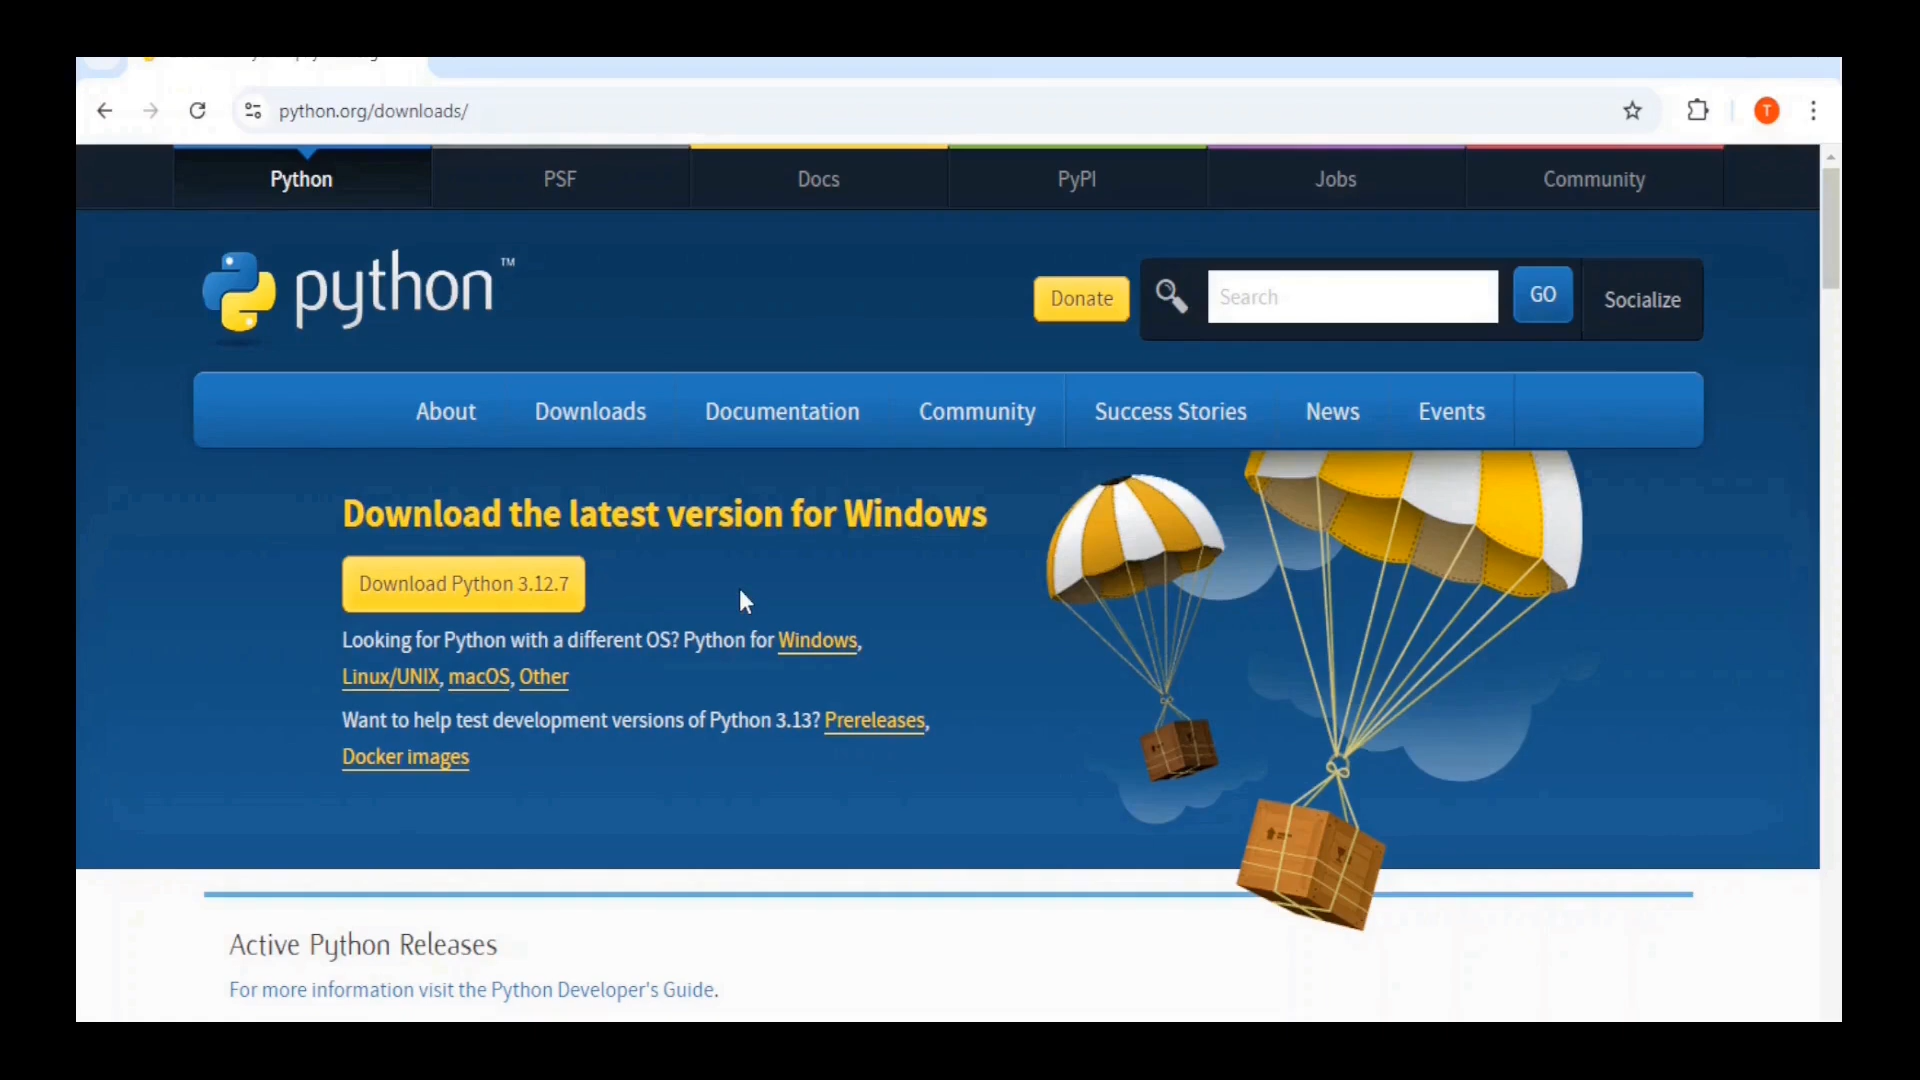 python.org/downloads/
T
Python
PSF
Docs
PyPI
Jobs
Community
python™
Donate
Search
GO
Socialize
About
Downloads
Documentation
Community
Success Stories
News
Events
Download the latest version for Windows
Download Python 3.12.7
Looking for Python with a different OS? Python for Windows,
Linux/UNIX, macOS, Other
Want to help test development versions of Python 3.13? Prereleases,
Docker images
Active Python Releases
For more information visit the Python Developer's Guide.